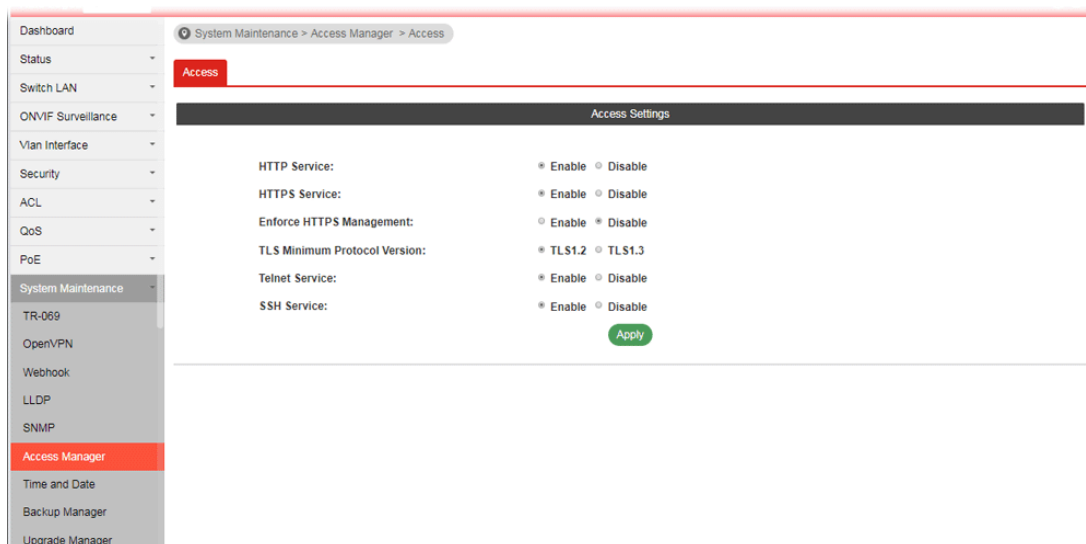 Dashboard
Status
Switch LAN
ONVIF Surveillance
Vlan Interface
Security
ACL
QoS
PoE
System Maintenance
TR-069
OpenVPN
Webhook
LLDP
SNMP
Access Manager
Time and Date
Backup Manager
Upgrade Manager
System Maintenance > Access Manager > Access
Access
Access Settings
HTTP Service: Enable Disable
HTTPS Service: Enable Disable
Enforce HTTPS Management: Enable Disable
TLS Minimum Protocol Version: TLS1.2 TLS1.3
Telnet Service: Enable Disable
SSH Service: Enable Disable
Apply